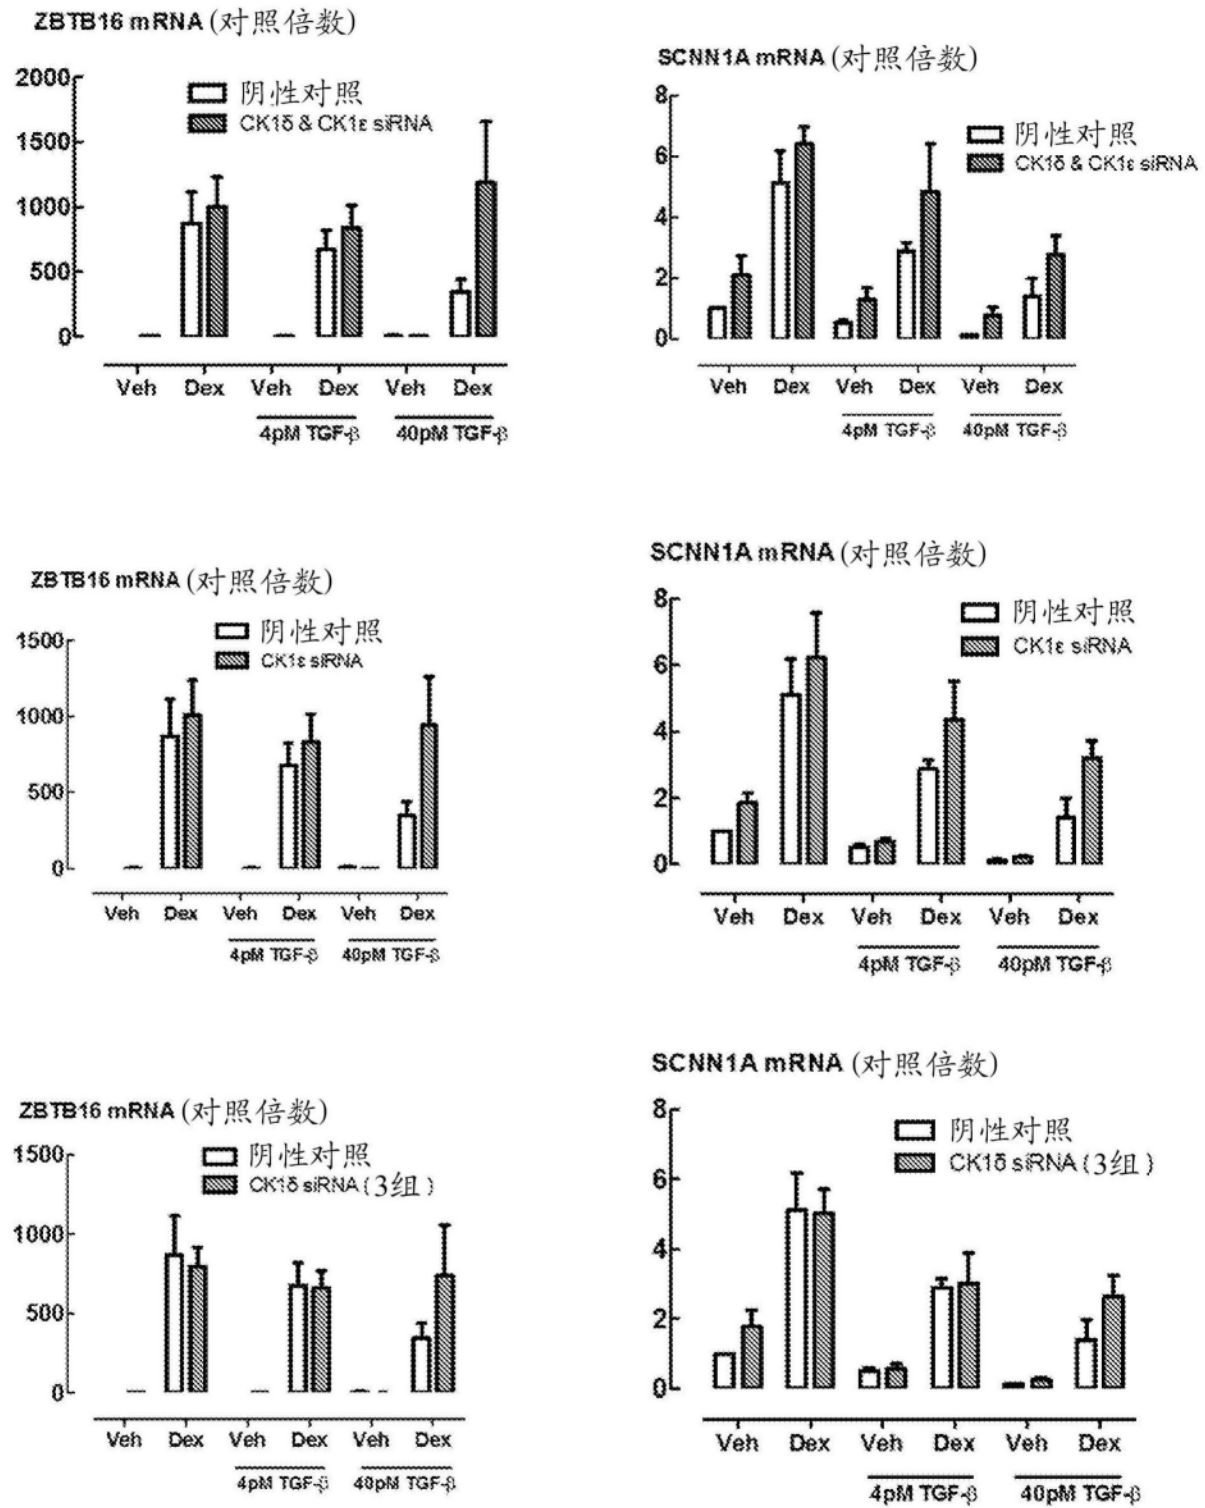 ZBTB16 mRNA (对照倍数)
2000
1500
1000
500
0
阴性对照
CK1δ & CK1ε siRNA
Veh Dex Veh Dex Veh Dex
4pM TGF-β 40pM TGF-β
SCNN1A mRNA (对照倍数)
8
6
4
2
0
阴性对照
CK1δ & CK1ε siRNA
Veh Dex Veh Dex Veh Dex
4pM TGF-β 40pM TGF-β
ZBTB16 mRNA (对照倍数)
1500
1000
500
0
阴性对照
CK1ε siRNA
Veh Dex Veh Dex Veh Dex
4pM TGF-β 40pM TGF-β
SCNN1A mRNA (对照倍数)
8
6
4
2
0
阴性对照
CK1ε siRNA
Veh Dex Veh Dex Veh Dex
4pM TGF-β 40pM TGF-β
ZBTB16 mRNA (对照倍数)
1500
1000
500
0
阴性对照
CK1δ siRNA (3组)
Veh Dex Veh Dex Veh Dex
4pM TGF-β 40pM TGF-β
SCNN1A mRNA (对照倍数)
8
6
4
2
0
阴性对照
CK1δ siRNA (3组)
Veh Dex Veh Dex Veh Dex
4pM TGF-β 40pM TGF-β